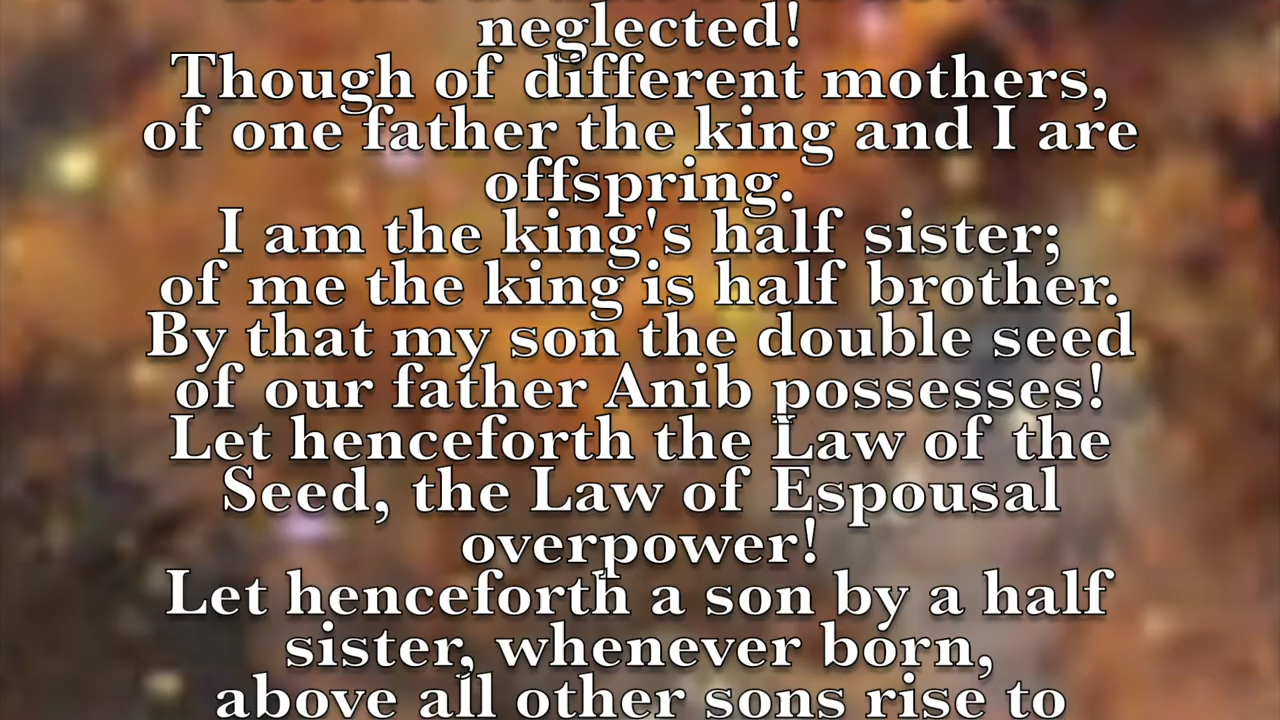 neglected!
Though of different mothers,
of one father the king and I are
offspring.
I am the king's half sister;
of me the king is half brother.
By that my son the double seed
of our father Anib possesses!
Let henceforth the Law of the
Seed, the Law of Espousal
overpower!
Let henceforth a son by a half
sister, whenever born,
above all other sons rise to